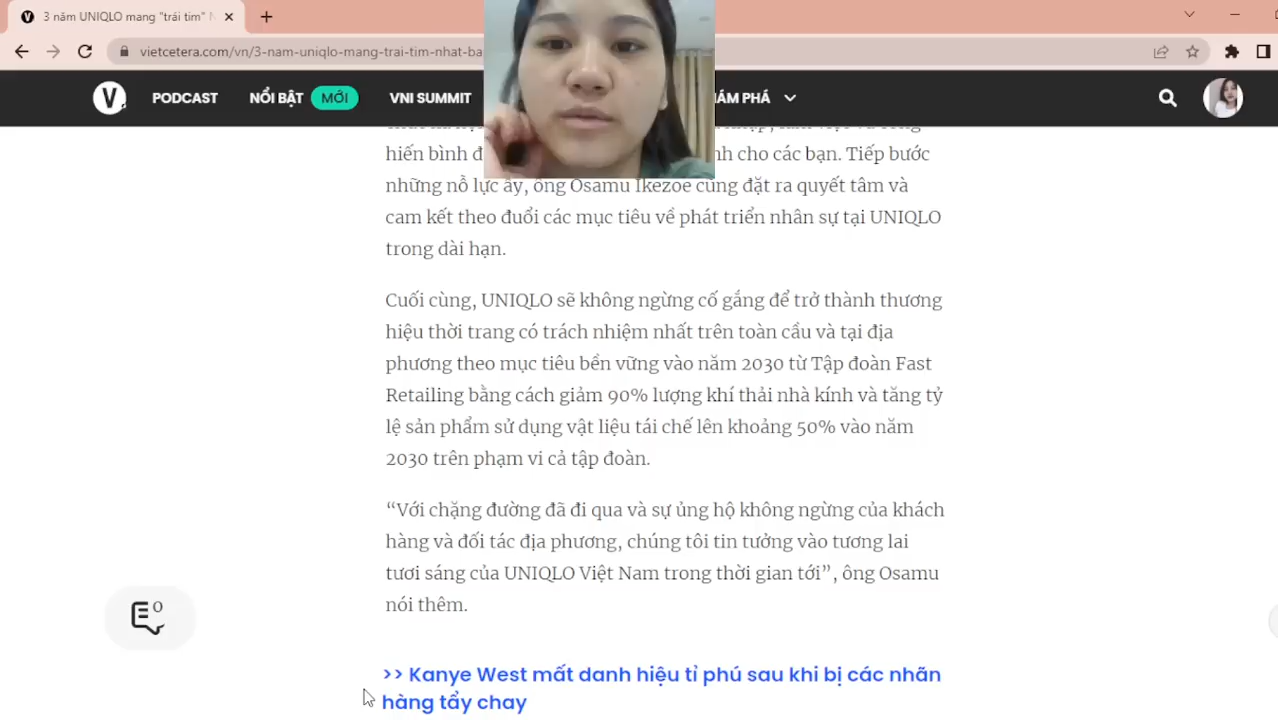 3 năm UNIQLO mang "trái tim"
vietcetera.com/vn/3-nam-uniqlo-mang-trai-tim-nhat-ba
V
PODCAST
NỔI BẬT MỚI
VNI SUMMIT
ÁM PHÁ
hiến bình đ nh cho các bạn. Tiếp bước
những nỗ lực ấy, ông Osamu Ikezoe cũng đặt ra quyết tâm và
cam kết theo đuổi các mục tiêu về phát triển nhân sự tại UNIQLO
trong dài hạn.
Cuối cùng, UNIQLO sẽ không ngừng cố gắng để trở thành thương
hiệu thời trang có trách nhiệm nhất trên toàn cầu và tại địa
phương theo mục tiêu bền vững vào năm 2030 từ Tập đoàn Fast
Retailing bằng cách giảm 90% lượng khí thải nhà kính và tăng tỷ
lệ sản phẩm sử dụng vật liệu tái chế lên khoảng 50% vào năm
2030 trên phạm vi cả tập đoàn.
“Với chặng đường đã đi qua và sự ủng hộ không ngừng của khách
hàng và đối tác địa phương, chúng tôi tin tưởng vào tương lai
tươi sáng của UNIQLO Việt Nam trong thời gian tới”, ông Osamu
nói thêm.
0
>> Kanye West mất danh hiệu tỉ phú sau khi bị các nhãn
hàng tẩy chay